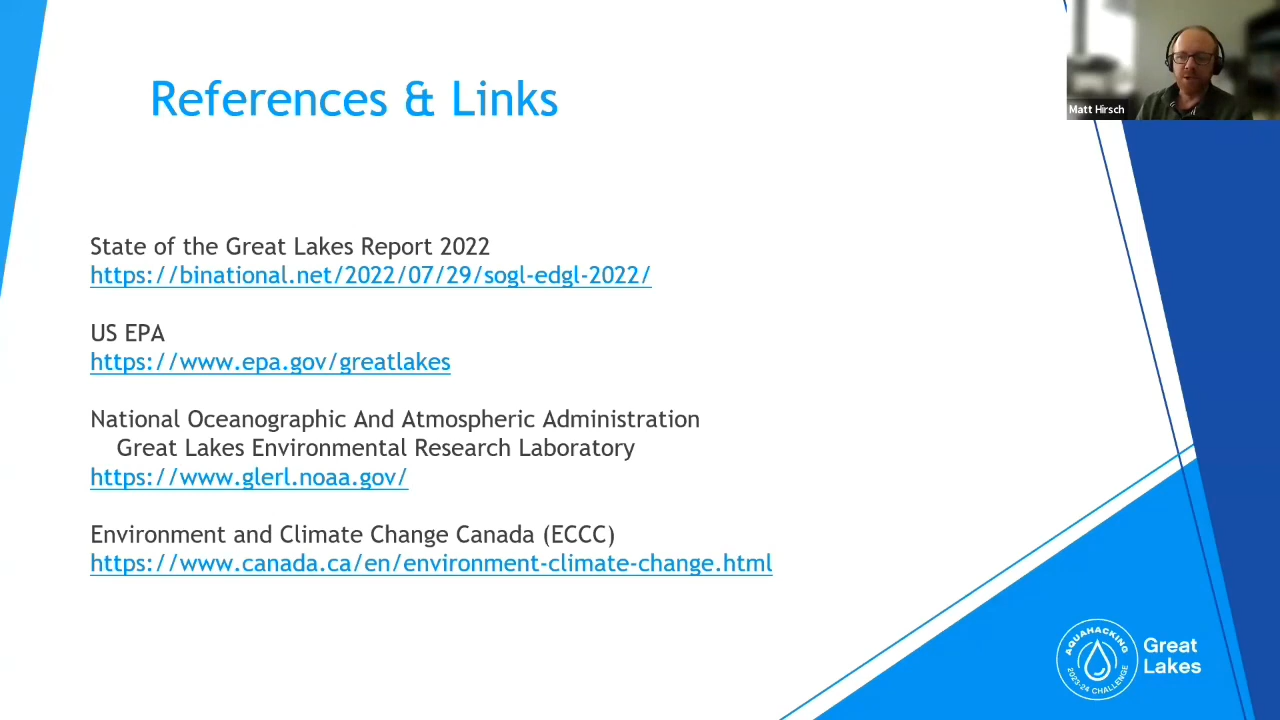 References & Links
Matt Hirsch
State of the Great Lakes Report 2022
https://binational.net/2022/07/29/sogl-edgl-2022/
US EPA
https://www.epa.gov/greatlakes
National Oceanographic And Atmospheric Administration
Great Lakes Environmental Research Laboratory
https://www.glerl.noaa.gov/
Environment and Climate Change Canada (ECCC)
https://www.canada.ca/en/environment-climate-change.html
AQUAHACKING
2023-24 CHALLENGE
Great
Lakes